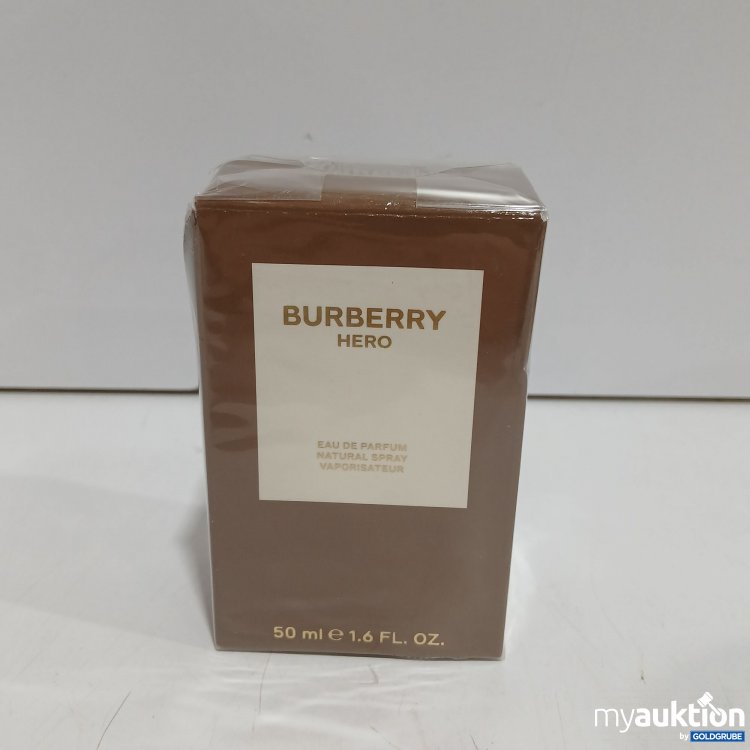 BURBERRY
HERO
EAU DE PARFUM
NATURAL SPRAY
VAPORISATEUR
50 ml ℮ 1.6 FL. OZ.
myauktion
by GOLDGRUBE